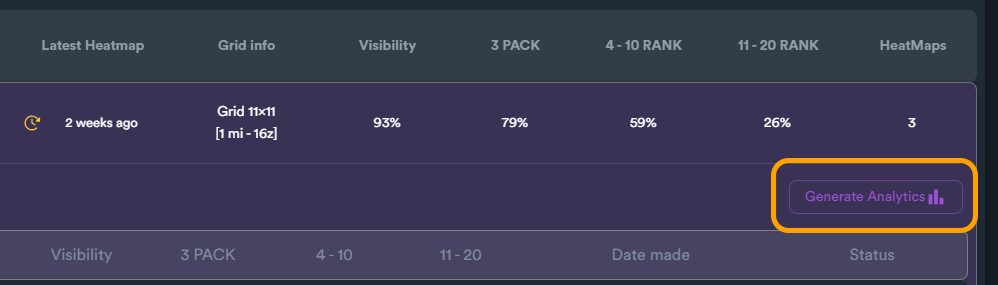 Latest Heatmap Grid info Visibility 3 PACK 4 - 10 RANK 11 - 20 RANK HeatMaps
2 weeks ago Grid 11x11 93% 79% 59% 26% 3
[1 mi - 16z]
Generate Analytics
Visibility 3 PACK 4 - 10 11 - 20 Date made Status